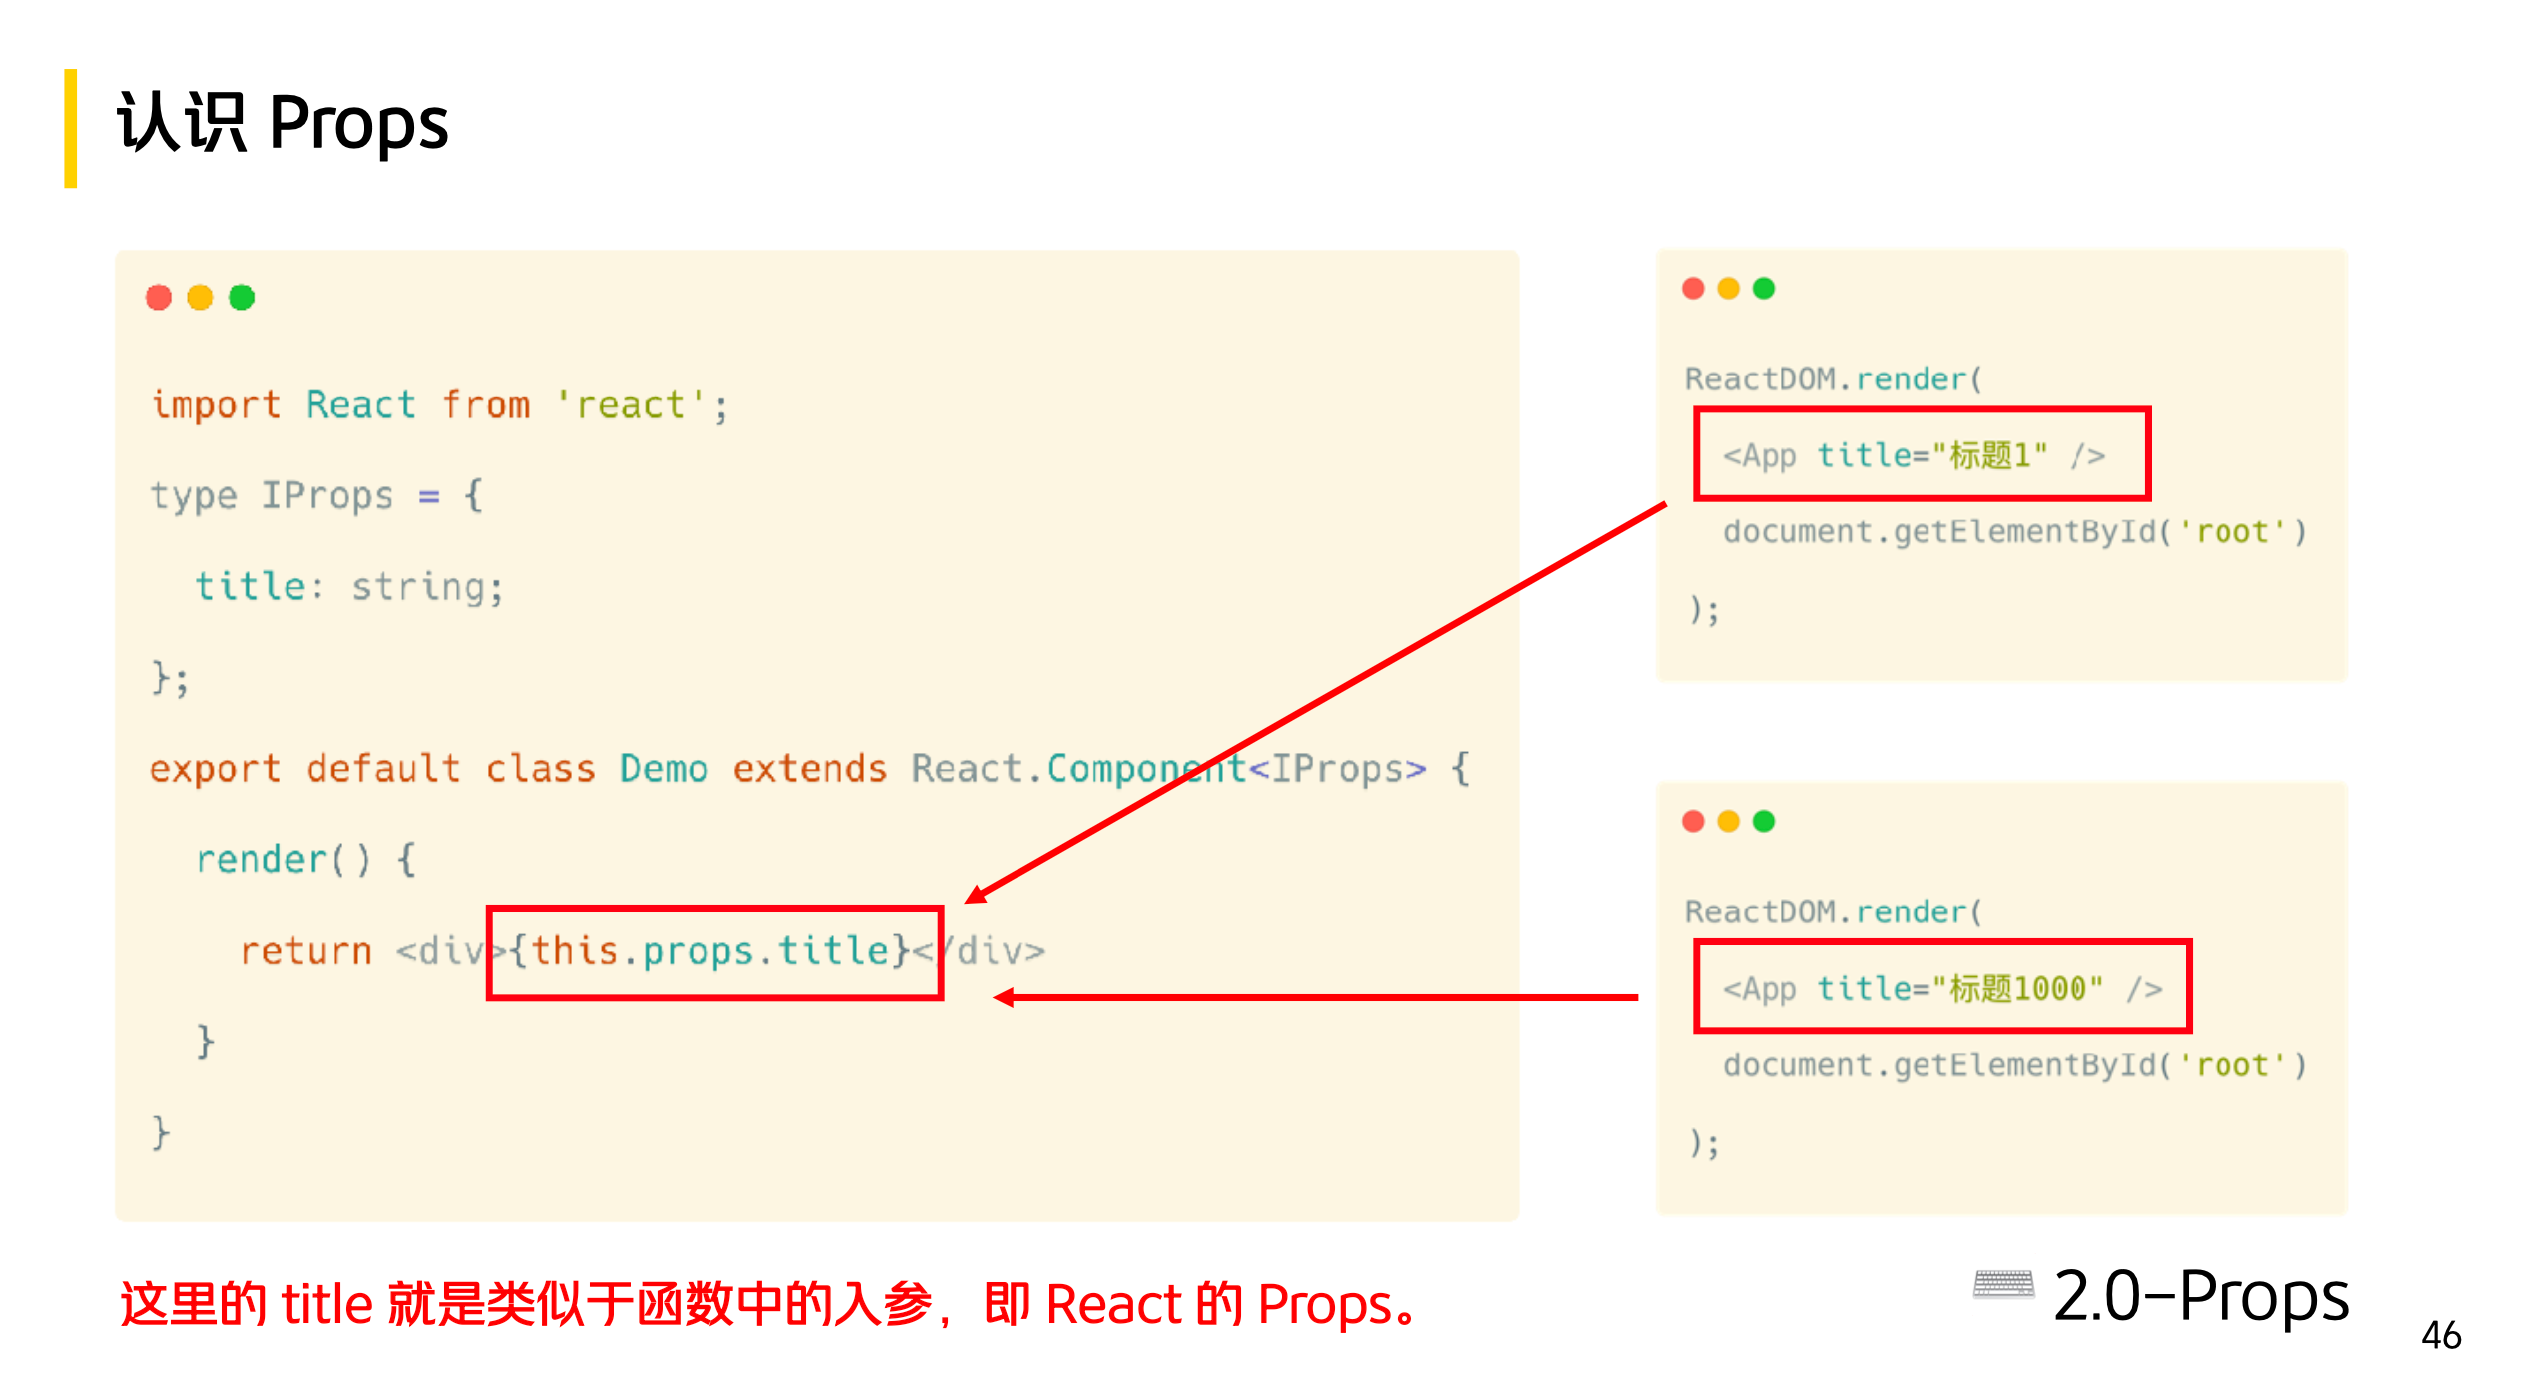 认识 Props
import React from 'react';
type IProps = {
title: string;
};
export default class Demo extends React.Component<IProps> {
render() {
return <div>{this.props.title}</div>
}
}
ReactDOM.render(
<App title="标题1" />
document.getElementById('root')
);
ReactDOM.render(
<App title="标题1000" />
document.getElementById('root')
);
这里的 title 就是类似于函数中的入参，即 React 的 Props。
2.0-Props
46